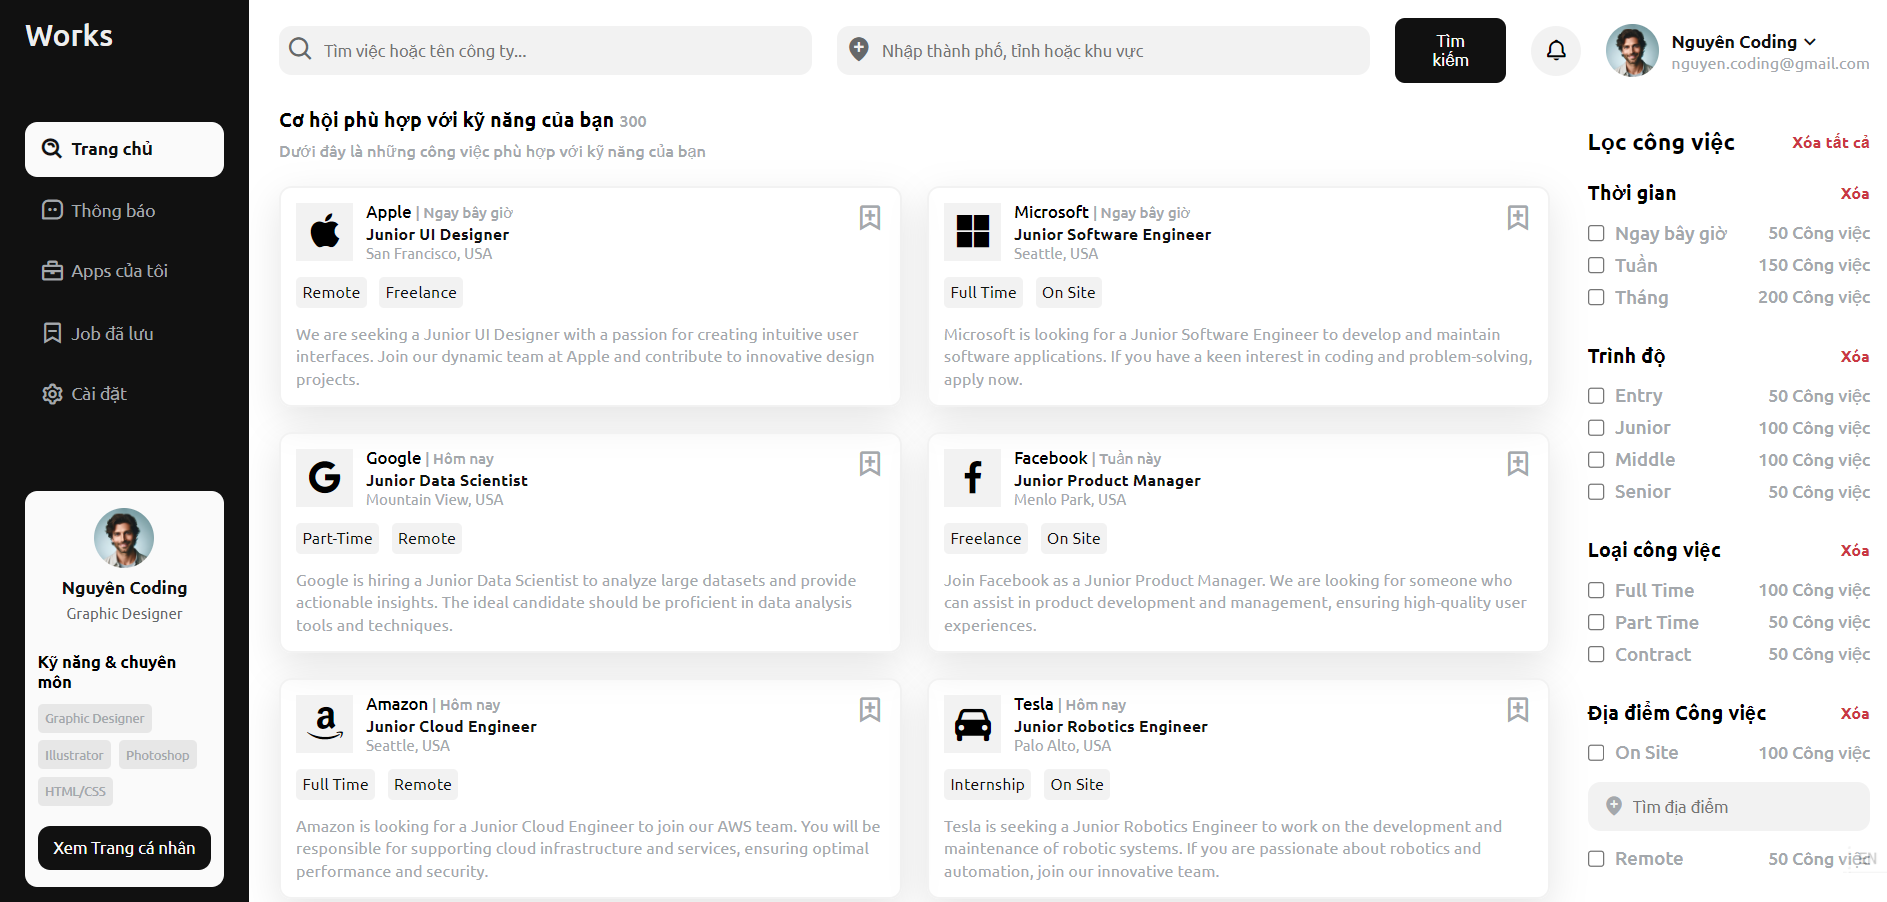 Works
Trang chủ
Thông báo
Apps của tôi
Job đã lưu
Cài đặt
Nguyên Coding
Graphic Designer
Kỹ năng & chuyên
môn
Graphic Designer
Illustrator Photoshop
HTML/CSS
Xem Trang cá nhân
Tìm việc hoặc tên công ty...
Nhập thành phố, tỉnh hoặc khu vực
Tìm
kiếm
Nguyên Coding
nguyen.coding@gmail.com
Cơ hội phù hợp với kỹ năng của bạn 300
Dưới đây là những công việc phù hợp với kỹ năng của bạn
Apple | Ngay bây giờ
Junior UI Designer
San Francisco, USA
Remote Freelance
We are seeking a Junior UI Designer with a passion for creating intuitive user
interfaces. Join our dynamic team at Apple and contribute to innovative design
projects.
Microsoft | Ngay bây giờ
Junior Software Engineer
Seattle, USA
Full Time On Site
Microsoft is looking for a Junior Software Engineer to develop and maintain
software applications. If you have a keen interest in coding and problem-solving,
apply now.
Google | Hôm nay
Junior Data Scientist
Mountain View, USA
Part-Time Remote
Google is hiring a Junior Data Scientist to analyze large datasets and provide
actionable insights. The ideal candidate should be proficient in data analysis
tools and techniques.
Facebook | Tuần này
Junior Product Manager
Menlo Park, USA
Freelance On Site
Join Facebook as a Junior Product Manager. We are looking for someone who
can assist in product development and management, ensuring high-quality user
experiences.
Amazon | Hôm nay
Junior Cloud Engineer
Seattle, USA
Full Time Remote
Amazon is looking for a Junior Cloud Engineer to join our AWS team. You will be
responsible for supporting cloud infrastructure and services, ensuring optimal
performance and security.
Tesla | Hôm nay
Junior Robotics Engineer
Palo Alto, USA
Internship On Site
Tesla is seeking a Junior Robotics Engineer to work on the development and
maintenance of robotic systems. If you are passionate about robotics and
automation, join our innovative team.
Lọc công việc Xóa tất cả
Thời gian Xóa
Ngay bây giờ 50 Công việc
Tuần 150 Công việc
Tháng 200 Công việc
Trình độ Xóa
Entry 50 Công việc
Junior 100 Công việc
Middle 100 Công việc
Senior 50 Công việc
Loại công việc Xóa
Full Time 100 Công việc
Part Time 50 Công việc
Contract 50 Công việc
Địa điểm Công việc Xóa
On Site 100 Công việc
Tìm địa điểm
Remote 50 Công việc
EN